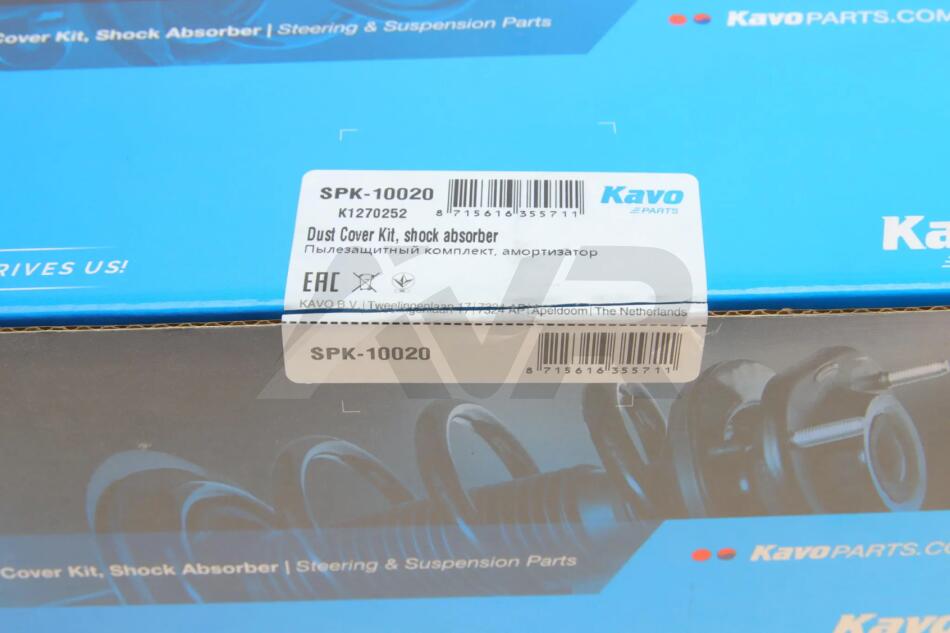 Cover Kit, Shock Absorber | Steering & Suspension Parts
KavoPARTS.COM
SPK-10020
K1270252
8 715616 355711
Kavo
PARTS
Dust Cover Kit, shock absorber
Пылезащитный комплект, амортизатор
EAC
KAVO B.V. | Tweelingenlaan 17 | 7324 AP | Apeldoorn | The Netherlands
RIVES US!
Ka
SPK-10020
8 715616 355711
AVR
Cover Kit, Shock Absorber | Steering & Suspension Parts
KavoPARTS.CO
Kavo